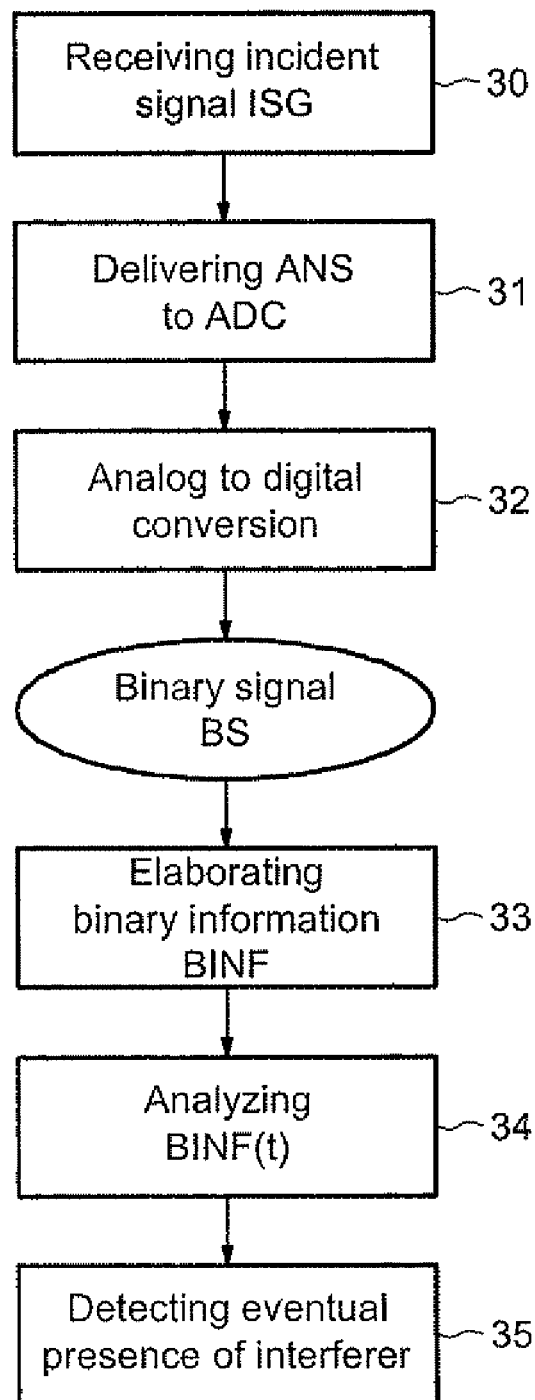 Receiving incident
signal ISG
30
Delivering ANS
to ADC
31
Analog to digital
conversion
32
Binary signal
BS
Elaborating
binary information
BINF
33
Analyzing
BINF(t)
34
Detecting eventual
presence of interferer
35